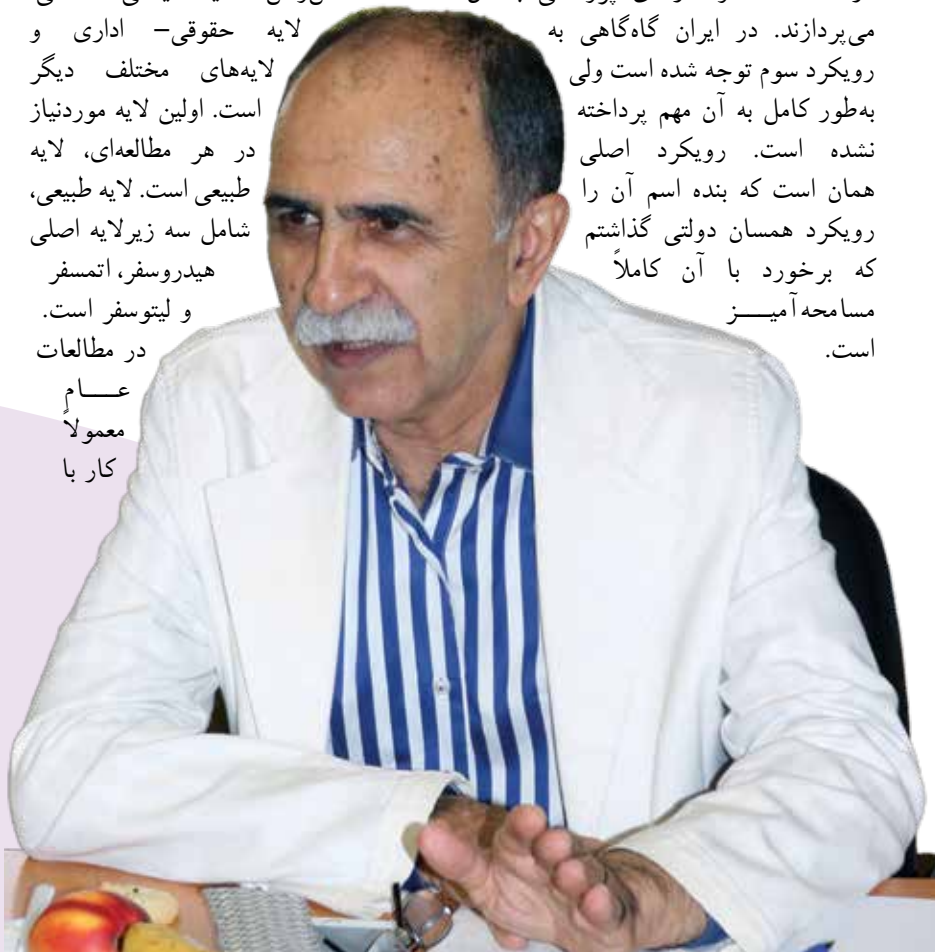 می‌پردازند. در ایران گاه‌گاهی به
رویکرد سوم توجه شده است ولی
به‌طور کامل به آن مهم پرداخته
نشده است. رویکرد اصلی
همان است که بنده اسم آن را
رویکرد همسان دولتی گذاشتم
که برخورد با آن کاملاً
مسامحه‌آمیـــز
است.
لایه حقوقی– اداری و
لایه‌های مختلف دیگر
است. اولین لایه موردنیاز
در هر مطالعه‌ای، لایه
طبیعی است. لایه طبیعی،
شامل سه زیرلایه اصلی
هیدروسفر، اتمسفر
و لیتوسفر است.
در مطالعات
عـــام
معمولاً
کار با